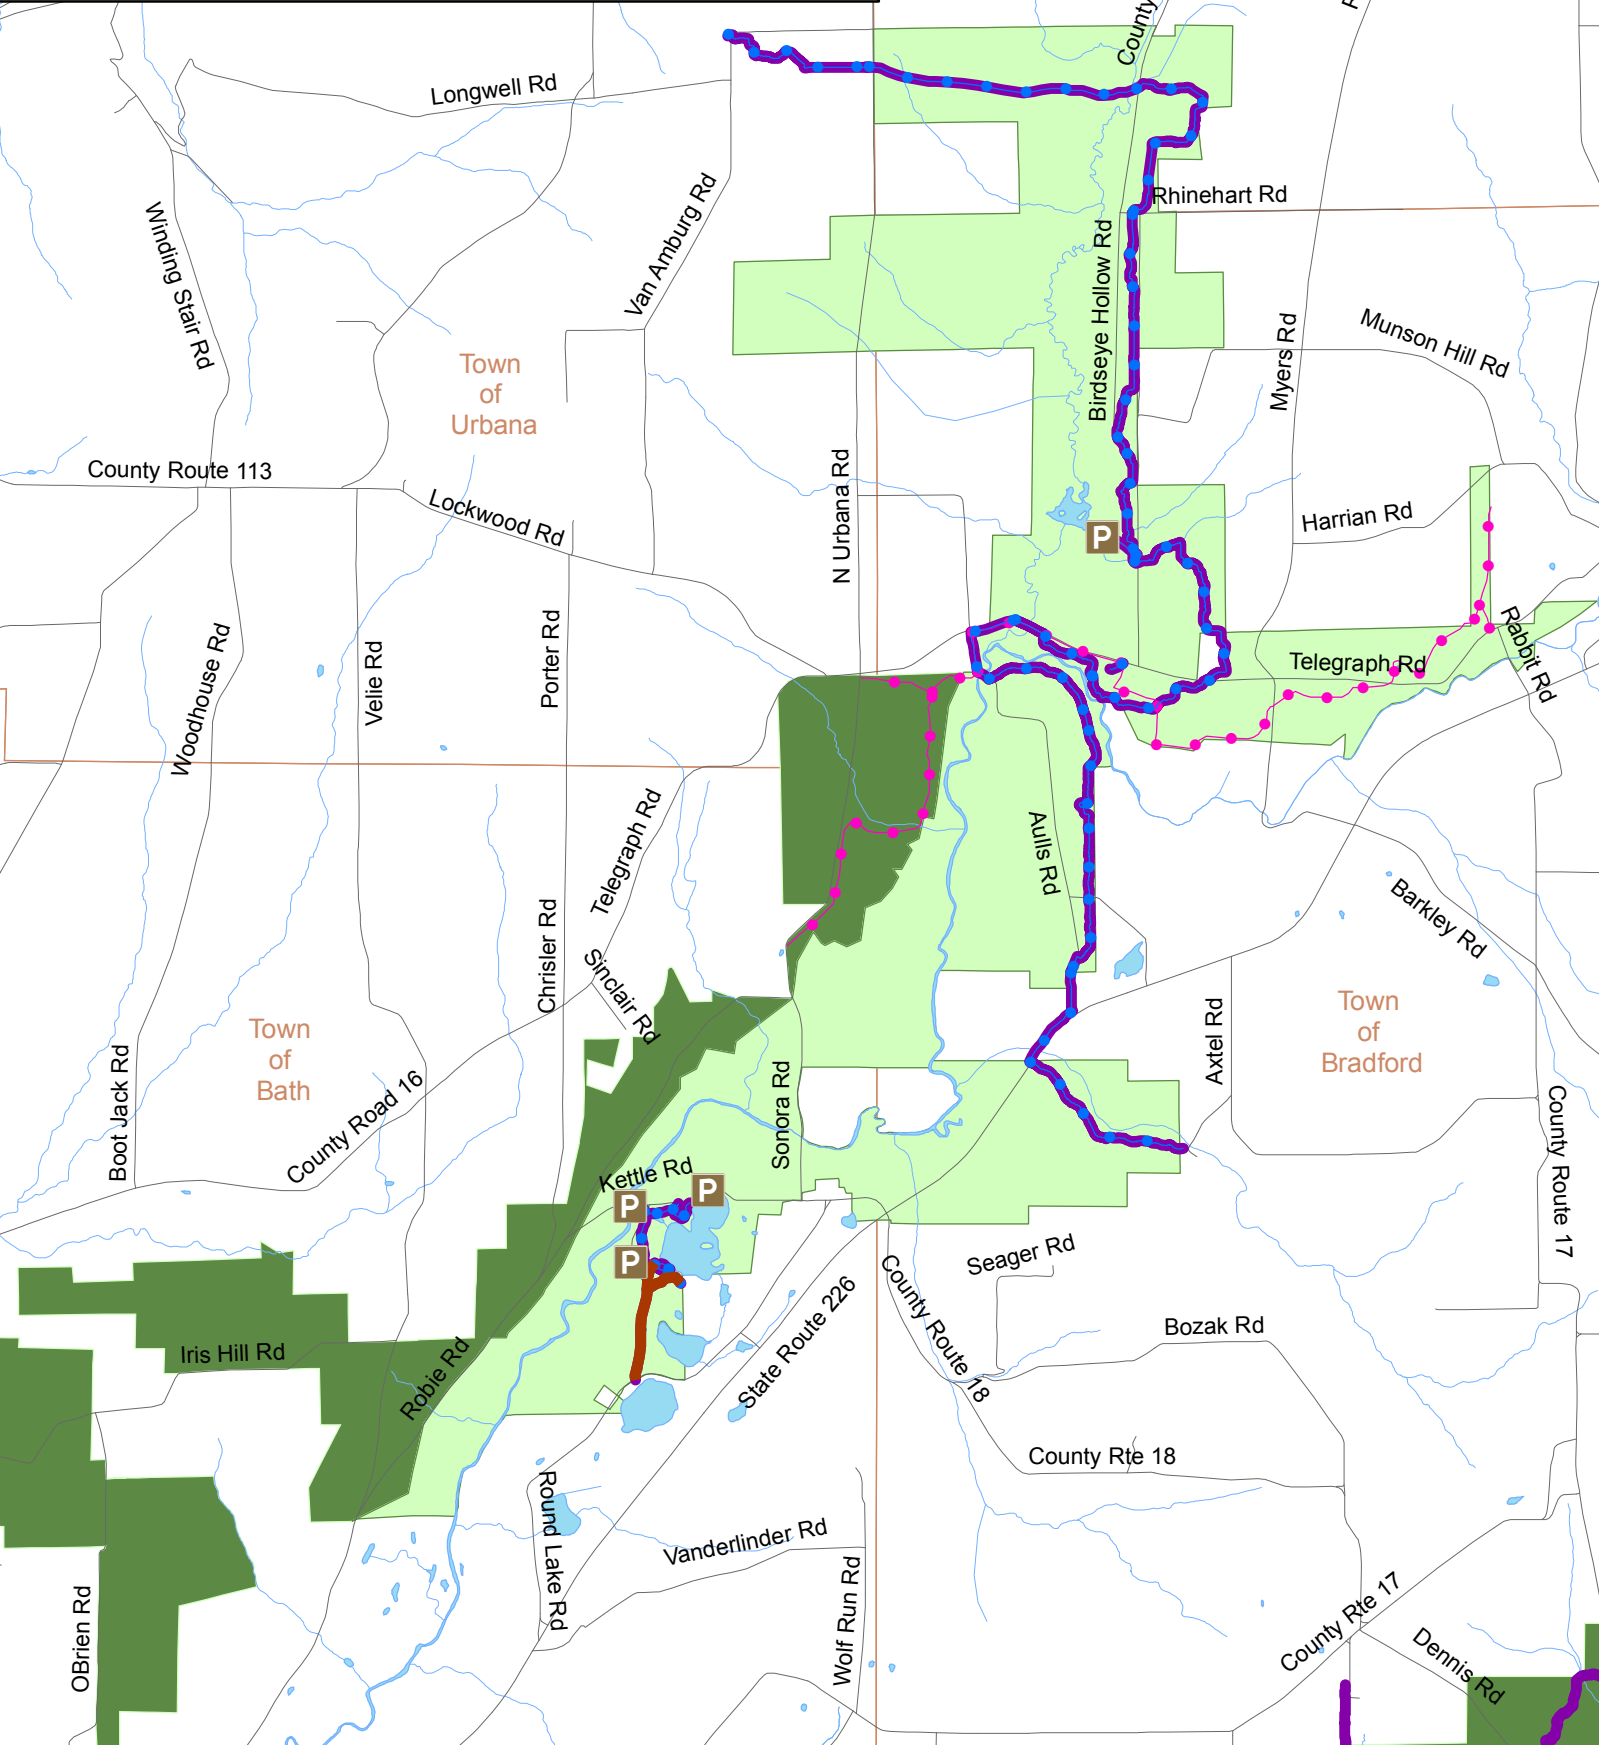 County
Longwell Rd
Rhinehart Rd
Van Amburg Rd
Winding Stair Rd
Birdseye Hollow Rd
Myers Rd
Munson Hill Rd
Town
of
Urbana
County Route 113
N Urbana Rd
Lockwood Rd
Harrian Rd
P
Woodhouse Rd
Velie Rd
Porter Rd
Telegraph Rd
Rabbit Rd
Telegraph Rd
Aulls Rd
Barkley Rd
Chrisler Rd
Sinclair Rd
Town
of
Bath
Town
of
Bradford
Axtel Rd
Boot Jack Rd
County Road 16
Sonora Rd
Kettle Rd
P
P
P
County Route 17
Seager Rd
County Route 18
State Route 226
Bozak Rd
Iris Hill Rd
Robie Rd
County Rte 18
Round Lake Rd
Vanderlinder Rd
Wolf Run Rd
OBrien Rd
County Rte 17
Dennis Rd